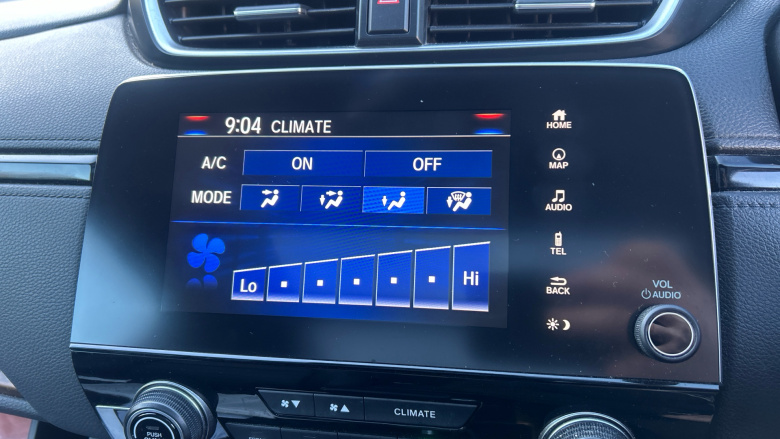 9:04 CLIMATE
A/C ON OFF
MODE
Lo Hi
HOME
MAP
AUDIO
TEL
BACK
VOL
AUDIO
CLIMATE
PUSH